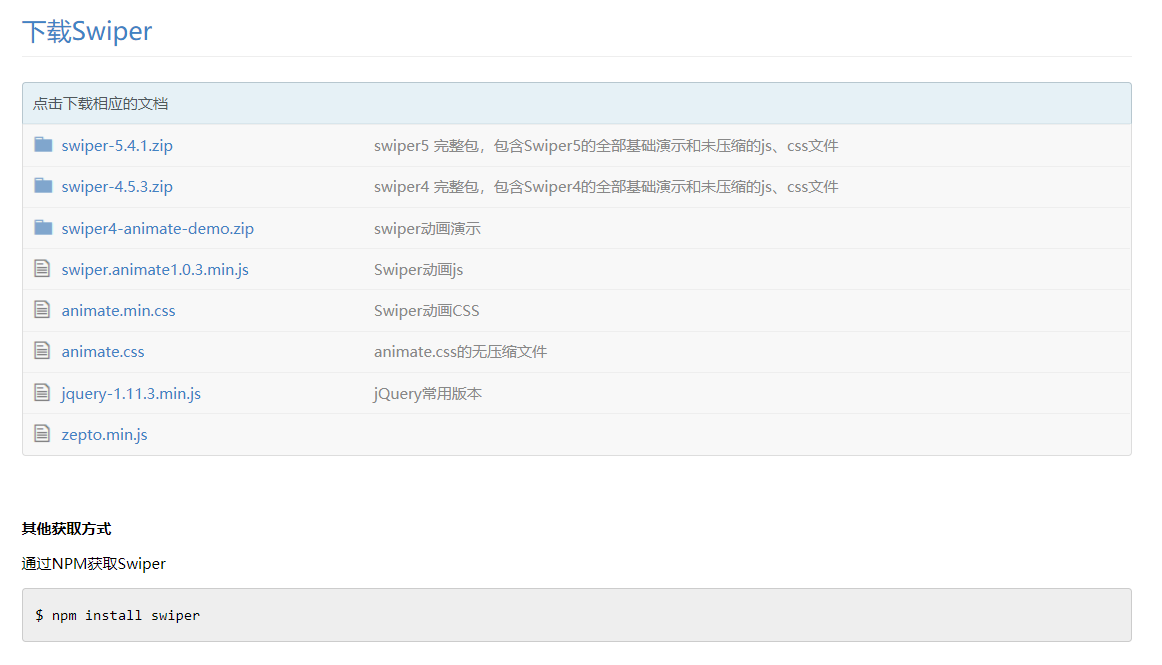 下载Swiper
点击下载相应的文档
swiper-5.4.1.zip swiper5 完整包，包含Swiper5的全部基础演示和未压缩的js、css文件
swiper-4.5.3.zip swiper4 完整包，包含Swiper4的全部基础演示和未压缩的js、css文件
swiper4-animate-demo.zip swiper动画演示
swiper.animate1.0.3.min.js Swiper动画js
animate.min.css Swiper动画CSS
animate.css animate.css的无压缩文件
jquery-1.11.3.min.js jQuery常用版本
zepto.min.js
其他获取方式
通过NPM获取Swiper
$ npm install swiper